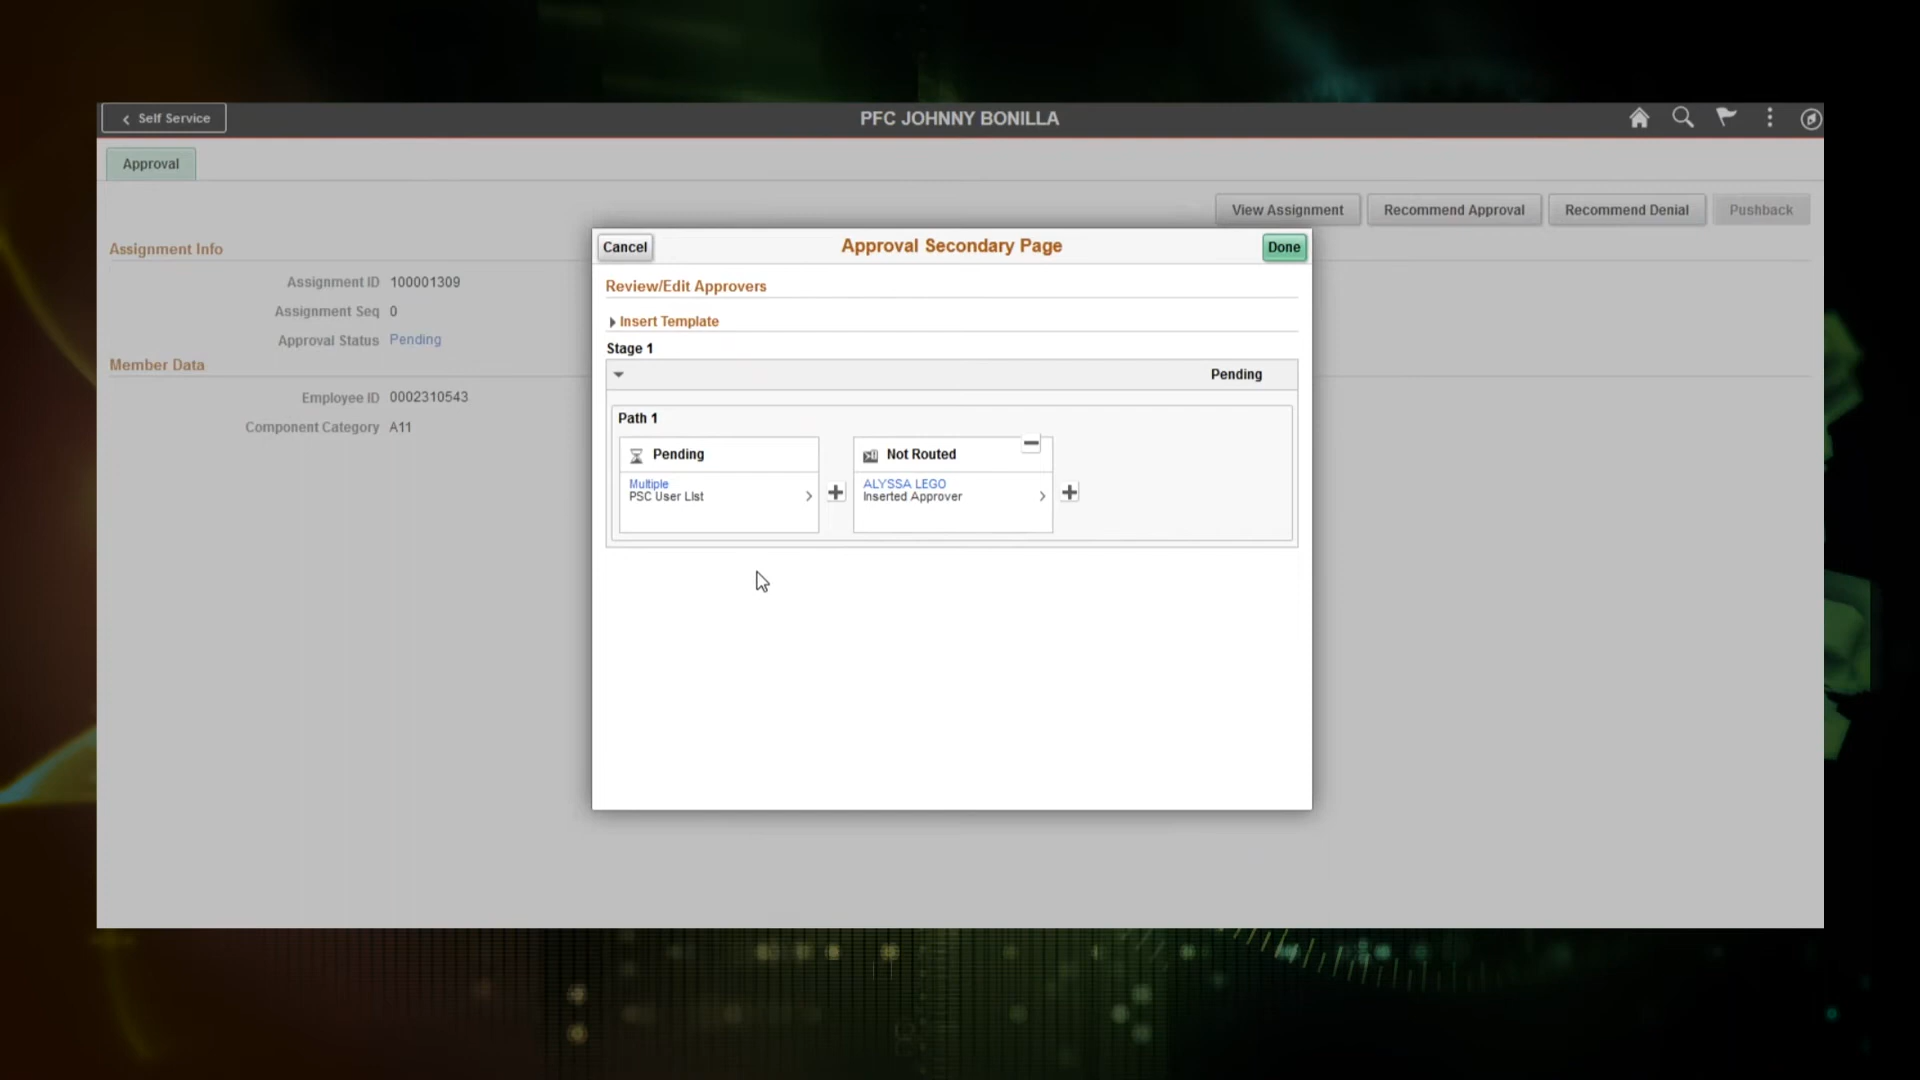 Self Service
PFC JOHNNY BONILLA
Approval
View Assignment
Recommend Approval
Recommend Denial
Pushback
Assignment Info
Assignment ID 100001309
Assignment Seq 0
Approval Status Pending
Member Data
Employee ID 0002310543
Component Category A11
Cancel
Approval Secondary Page
Done
Review/Edit Approvers
Insert Template
Stage 1
Pending
Path 1
Pending
Multiple
PSC User List
Not Routed
ALYSSA LEGO
Inserted Approver